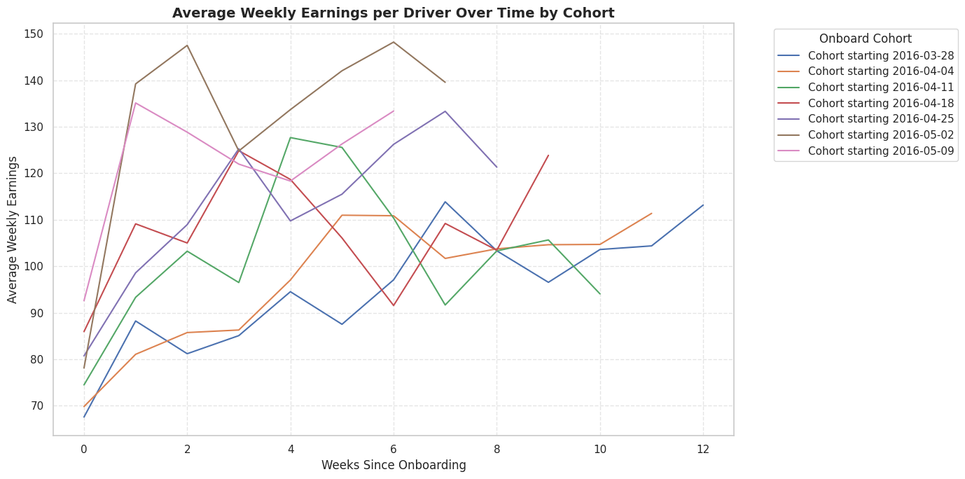 Average Weekly Earnings per Driver Over Time by Cohort
Average Weekly Earnings
150
140
130
120
110
100
90
80
70
0 2 4 6 8 10 12
Weeks Since Onboarding
Onboard Cohort
Cohort starting 2016-03-28
Cohort starting 2016-04-04
Cohort starting 2016-04-11
Cohort starting 2016-04-18
Cohort starting 2016-04-25
Cohort starting 2016-05-02
Cohort starting 2016-05-09